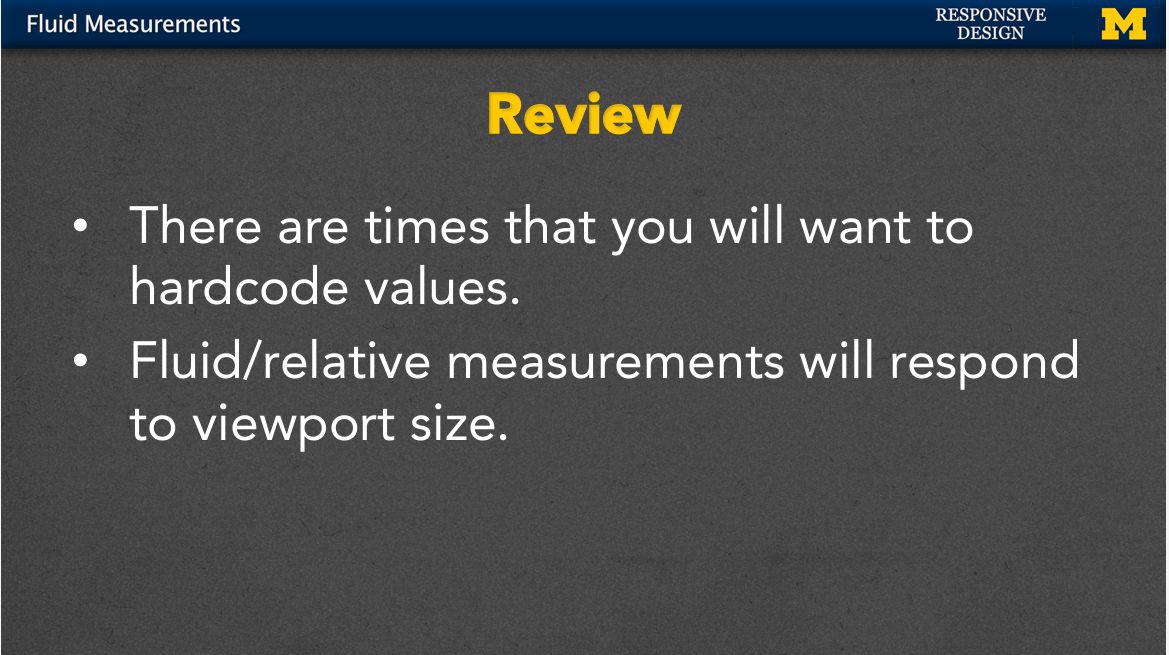 Fluid Measurements
RESPONSIVE
DESIGN
M
Review
• There are times that you will want to
hardcode values.
• Fluid/relative measurements will respond
to viewport size.